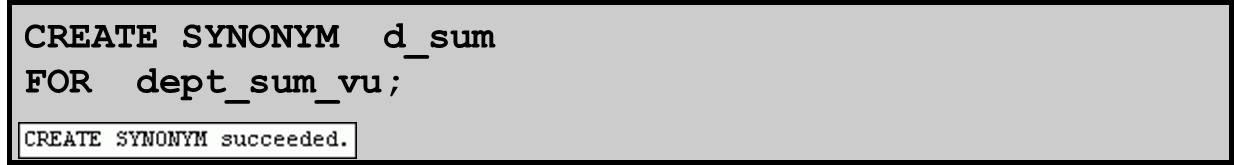 CREATE SYNONYM d_sum
FOR dept_sum_vu;
CREATE SYNONYM succeeded.